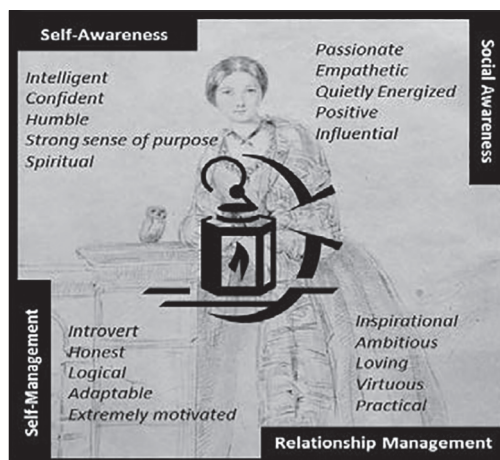 Self-Awareness
Intelligent
Confident
Humble
Strong sense of purpose
Spiritual
Social Awareness
Passionate
Empathetic
Quietly Energized
Positive
Influential
Self-Management
Introvert
Honest
Logical
Adaptable
Extremely motivated
Inspirational
Ambitious
Loving
Virtuous
Practical
Relationship Management